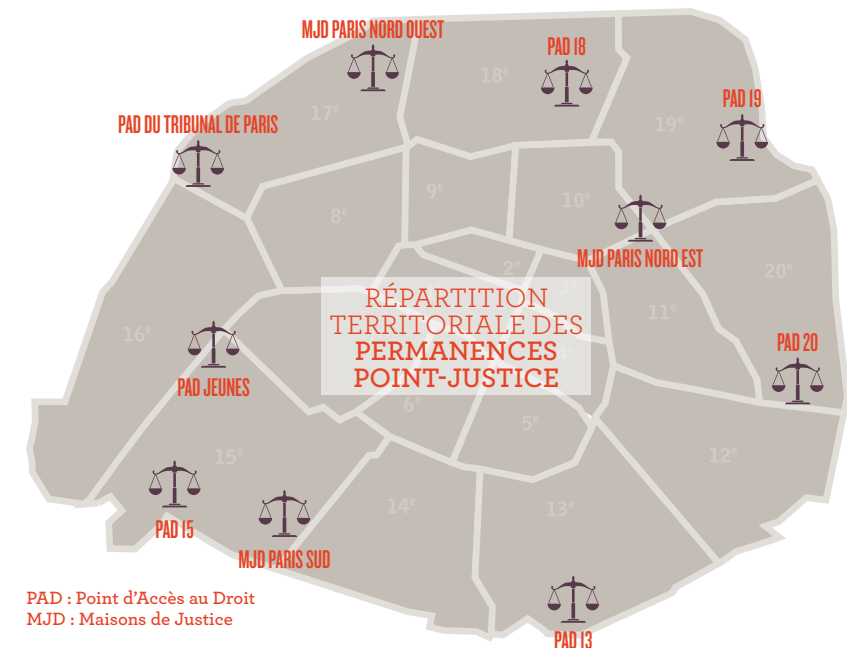 MJD PARIS NORD OUEST
PAD 18
18ᵉ
PAD 19
17ᵉ
19ᵉ
PAD DU TRIBUNAL DE PARIS
9ᵉ
10ᵉ
8ᵉ
MJD PARIS NORD EST
2ᵉ
20ᵉ
3ᵉ
11ᵉ
RÉPARTITION
TERRITORIALE DES
PERMANENCES
POINT-JUSTICE
16ᵉ
PAD 20
PAD JEUNES
6ᵉ
5ᵉ
15ᵉ
12ᵉ
14ᵉ
13ᵉ
PAD 15
MJD PARIS SUD
PAD : Point d’Accès au Droit
MJD : Maisons de Justice
PAD 13